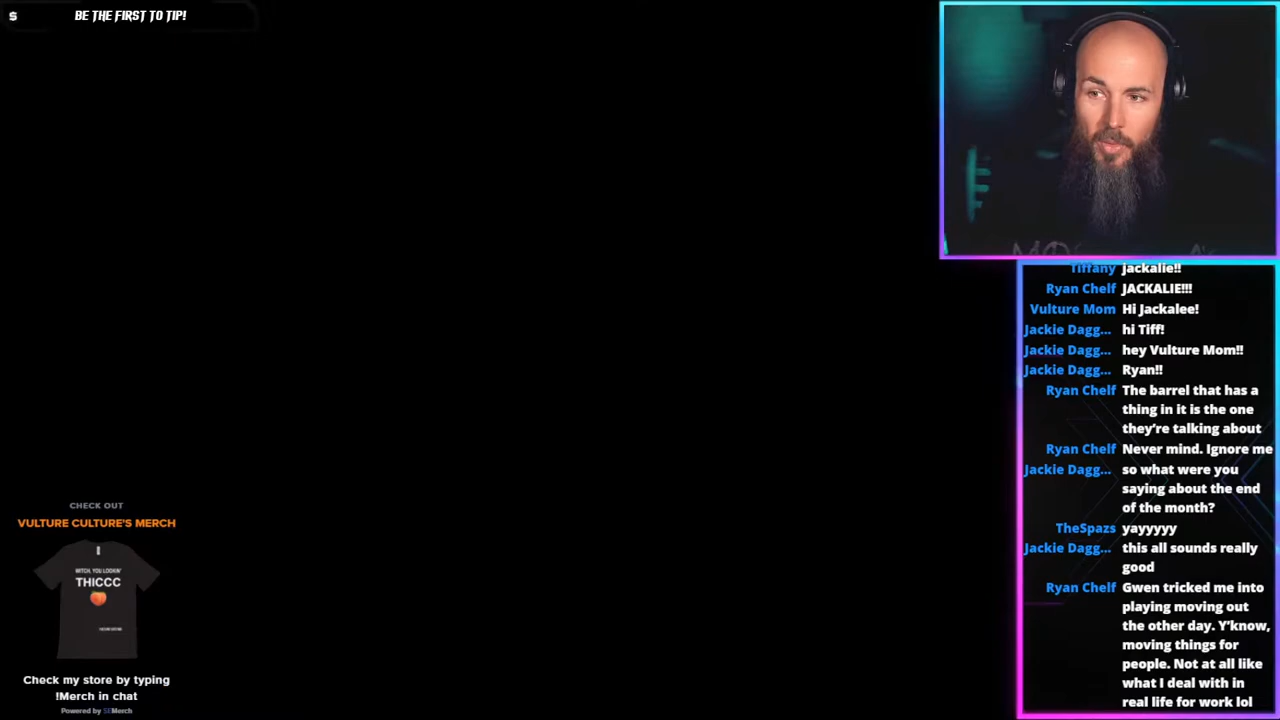 $ BE THE FIRST TO TIP!
Tiffany jackalie!!
Ryan Chelf JACKALIE!!!
Vulture Mom Hi Jackalee!
Jackie Dagg... hi Tiff!
Jackie Dagg... hey Vulture Mom!!
Jackie Dagg... Ryan!!
Ryan Chelf The barrel that has a
thing in it is the one
they're talking about
Ryan Chelf Never mind. Ignore me
Jackie Dagg... so what were you
saying about the end
of the month?
TheSpazs yayyyyy
Jackie Dagg... this all sounds really
good
Ryan Chelf Gwen tricked me into
playing moving out
the other day. Y'know,
moving things for
people. Not at all like
what I deal with in
real life for work lol
CHECK OUT
VULTURE CULTURE'S MERCH
WITCH, YOU LOOKIN'
THICCC
Check my store by typing
!Merch in chat
Powered by SEMerch